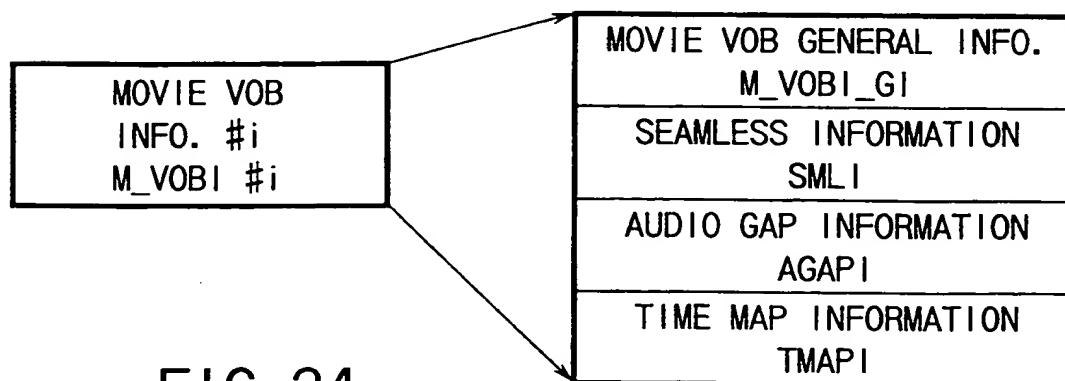 MOVIE VOB
INFO. #i
M_VOBI #i
MOVIE VOB GENERAL INFO.
M_VOBI_GI
SEAMLESS INFORMATION
SMLI
AUDIO GAP INFORMATION
AGAPI
TIME MAP INFORMATION
TMAPI